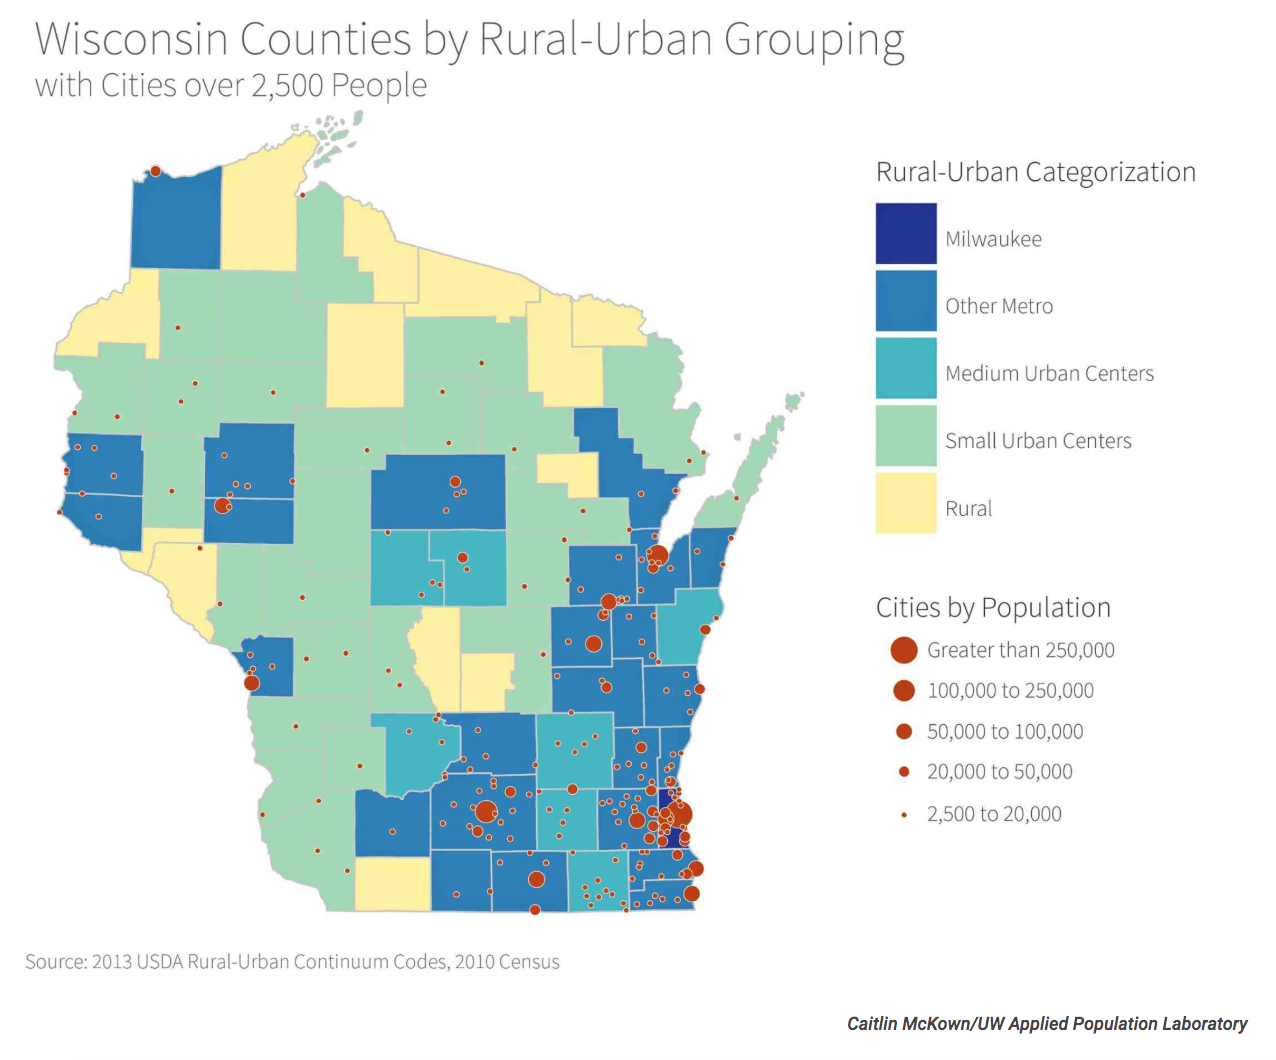 Wisconsin Counties by Rural-Urban Grouping
with Cities over 2,500 People
Rural-Urban Categorization
Milwaukee
Other Metro
Medium Urban Centers
Small Urban Centers
Rural
Cities by Population
Greater than 250,000
100,000 to 250,000
50,000 to 100,000
20,000 to 50,000
2,500 to 20,000
Source: 2013 USDA Rural-Urban Continuum Codes, 2010 Census
Caitlin McKown/UW Applied Population Laboratory